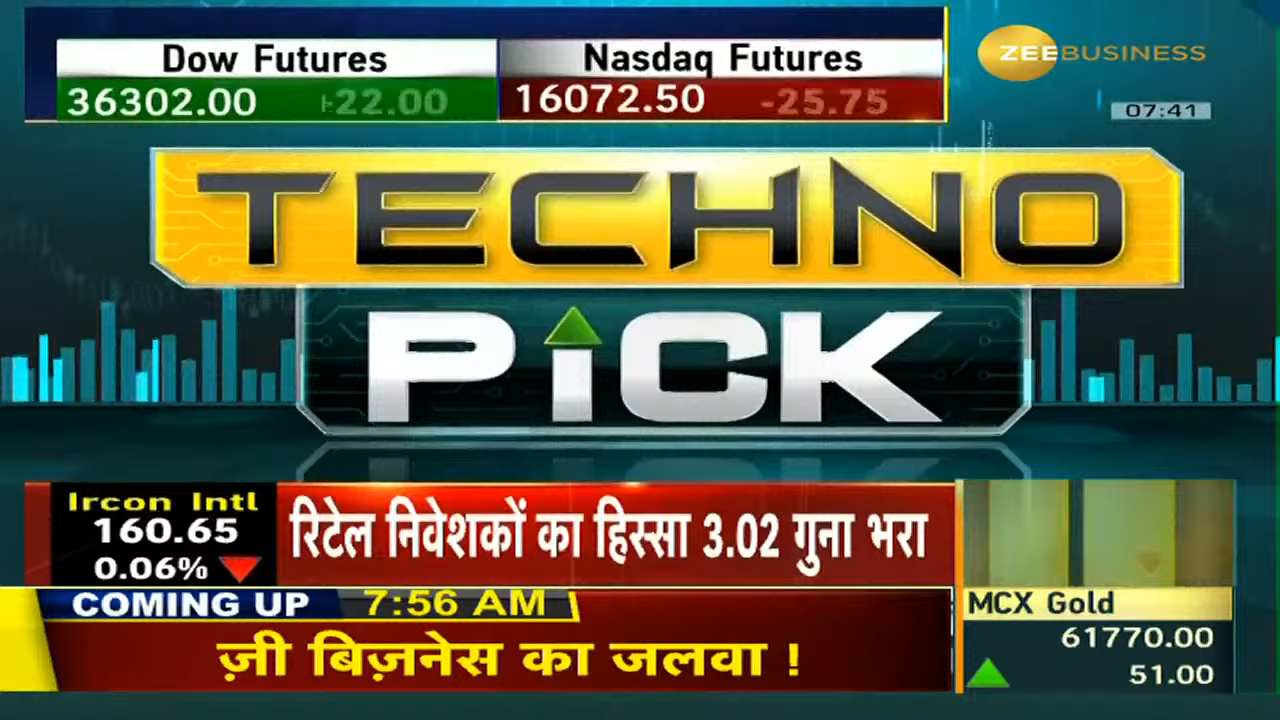 Dow Futures
36302.00 +22.00
Nasdaq Futures
16072.50 -25.75
ZEEBUSINESS
07:41
TECHNO
PiCK
Ircon Intl
160.65
0.06%
रिटेल निवेशकों का हिस्सा 3.02 गुना भरा
COMING UP 7:56 AM
ज़ी बिज़नेस का जलवा !
MCX Gold
61770.00
51.00